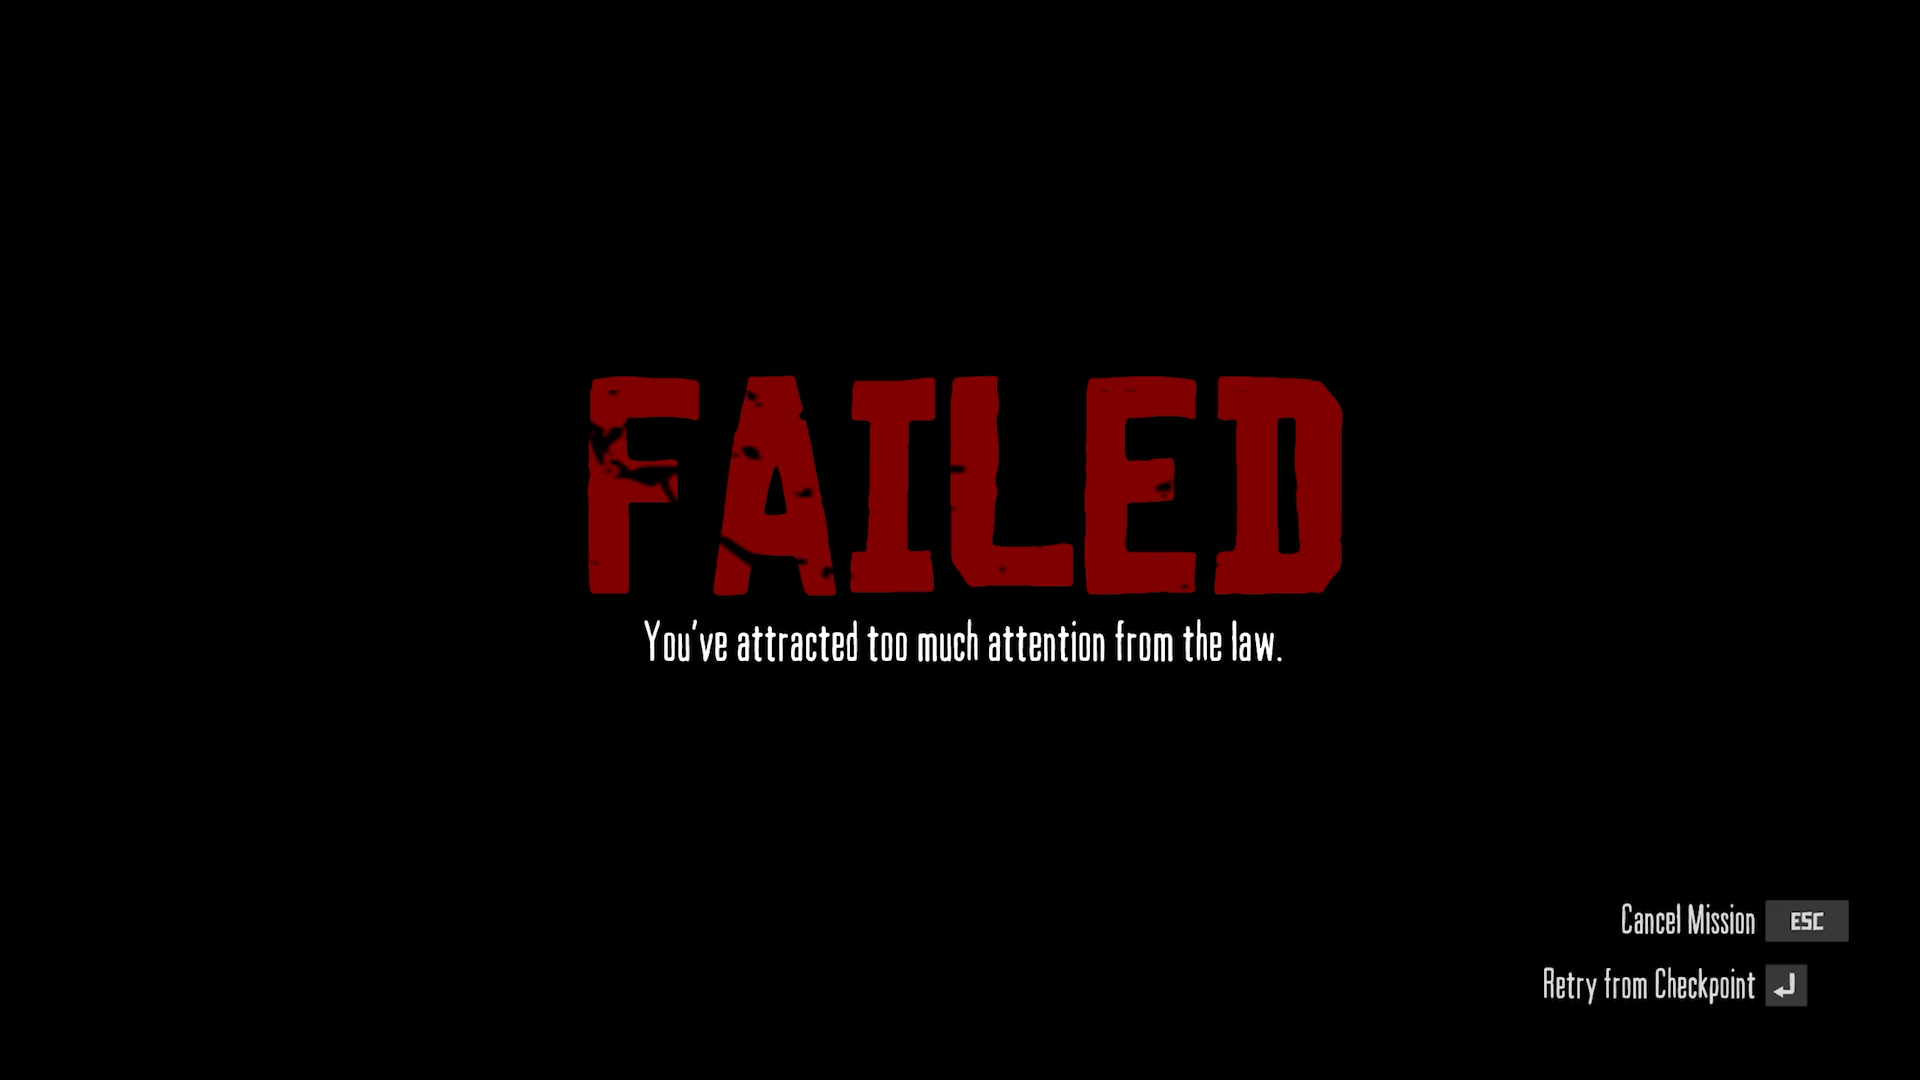 FAILED
You've attracted too much attention from the law.
Cancel Mission ESC
Retry from Checkpoint